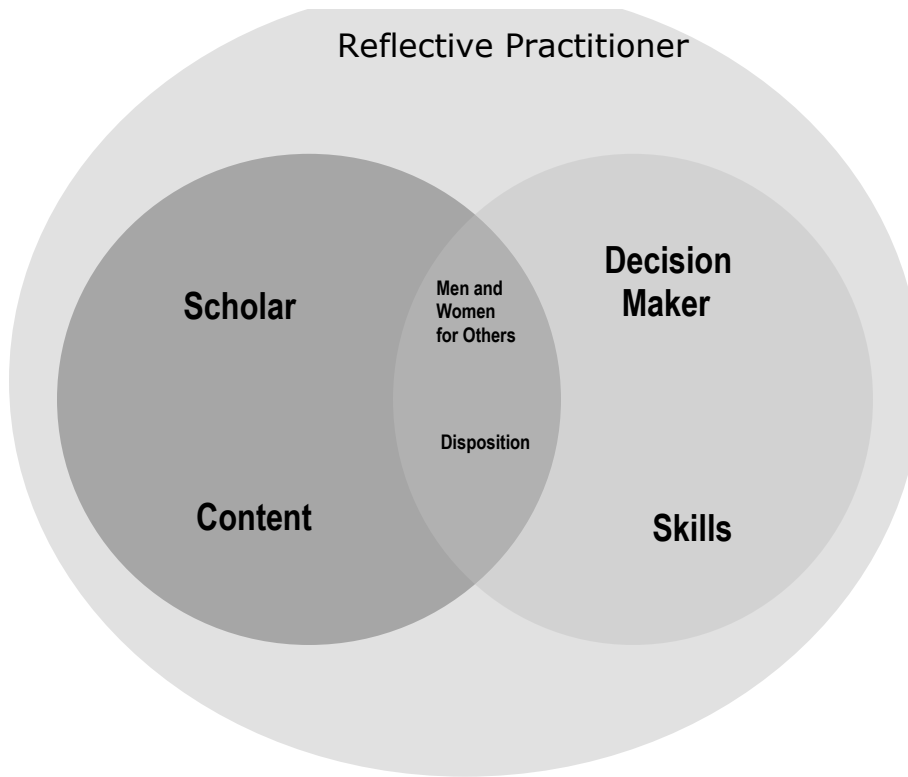 Reflective Practitioner
Scholar
Content
Men and
Women
for Others
Disposition
Decision
Maker
Skills